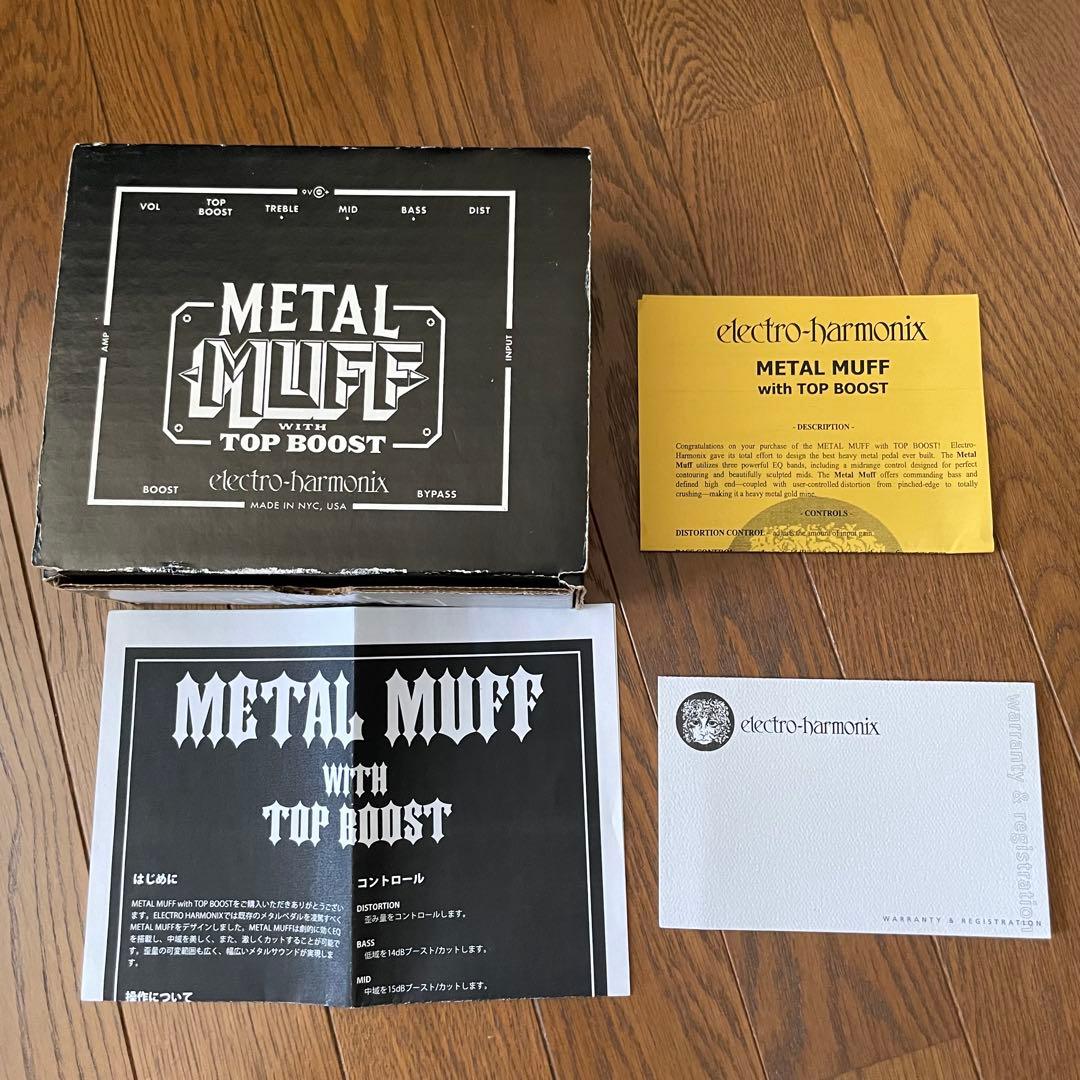 9V
VOL TOP BOOST TREBLE MID BASS DIST
AMP
INPUT
METAL
MUFF
WITH
TOP BOOST
electro-harmonix
BOOST
BYPASS
MADE IN NYC, USA
electro-harmonix
METAL MUFF
with TOP BOOST
- DESCRIPTION -
Congratulations on your purchase of the METAL MUFF with TOP BOOST! Electro-
Harmonix gave its total effort to design the best heavy metal pedal ever built. The Metal
Muff utilizes three powerful EQ bands, including a midrange control designed for perfect
contouring and beautifully sculpted mids. The Metal Muff offers commanding bass and
defined high end—coupled with user-controlled distortion from pinched-edge to totally
crushing—making it a heavy metal gold mine.
- CONTROLS -
DISTORTION CONTROL – adjusts the amount of input gain.
METAL MUFF
WITH
TOP BOOST
はじめに
METAL MUFF with TOP BOOSTをご購入いただきありがとうござい
ます。ELECTRO HARMONIXでは既存のメタルペダルを凌駕すべく
METAL MUFFをデザインしました。METAL MUFFは劇的に効くEQ
を搭載し、中域を美しく、また、激しくカットすることが可能で
す。歪量の可変範囲も広く、幅広いメタルサウンドが実現しま
す。
操作について
コントロール
DISTORTION
歪み量をコントロールします。
BASS
低域を14dBブースト/カットします。
MID
中域を15dBブースト/カットします。
electro-harmonix
warranty & registration
WARRANTY & REGISTRATION